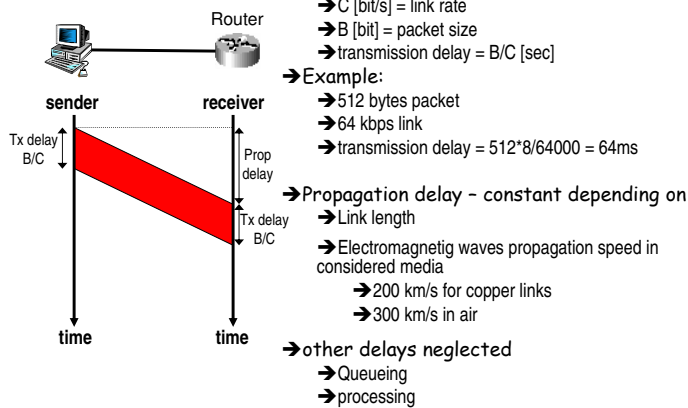 Router
sender
receiver
Tx delay
B/C
Prop
delay
Tx delay
B/C
time
time
➔C [bit/s] = link rate
➔B [bit] = packet size
➔transmission delay = B/C [sec]
➔Example:
➔512 bytes packet
➔64 kbps link
➔transmission delay = 512*8/64000 = 64ms
➔Propagation delay – constant depending on
➔Link length
➔Electromagnetig waves propagation speed in
considered media
➔200 km/s for copper links
➔300 km/s in air
➔other delays neglected
➔Queueing
➔processing